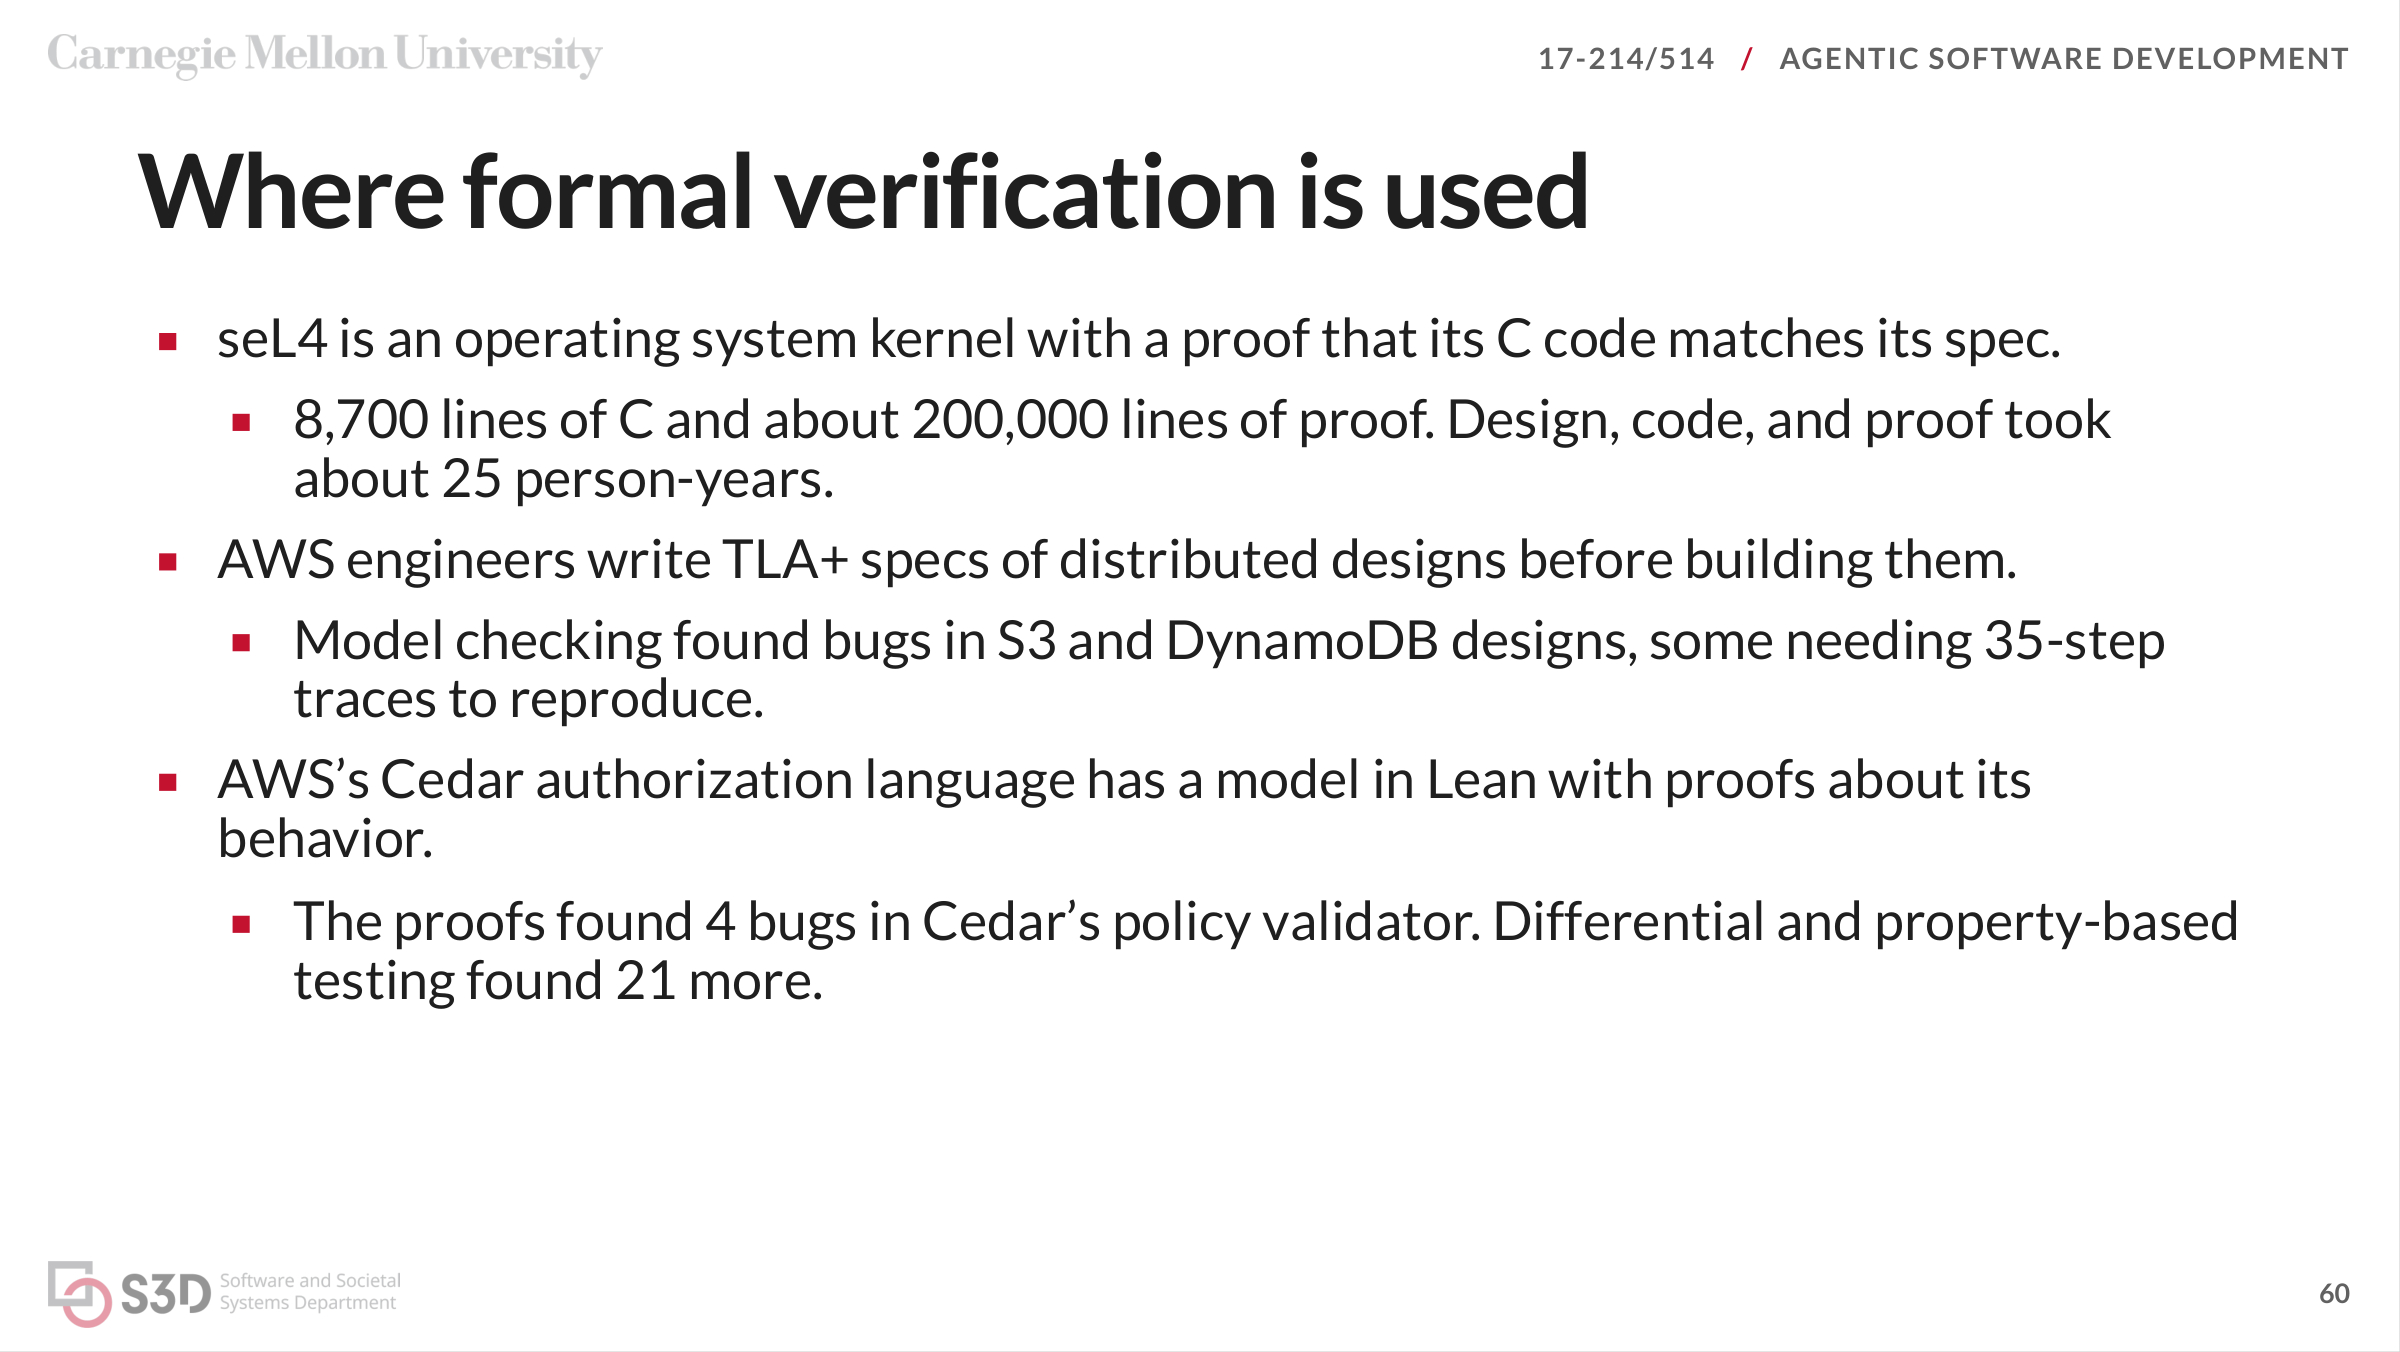 Carnegie Mellon University
17-214/514 / AGENTIC SOFTWARE DEVELOPMENT
Where formal verification is used
▪ seL4 is an operating system kernel with a proof that its C code matches its spec.
▪ 8,700 lines of C and about 200,000 lines of proof. Design, code, and proof took
about 25 person-years.
▪ AWS engineers write TLA+ specs of distributed designs before building them.
▪ Model checking found bugs in S3 and DynamoDB designs, some needing 35-step
traces to reproduce.
▪ AWS’s Cedar authorization language has a model in Lean with proofs about its
behavior.
▪ The proofs found 4 bugs in Cedar’s policy validator. Differential and property-based
testing found 21 more.
S3D Software and Societal
Systems Department
60